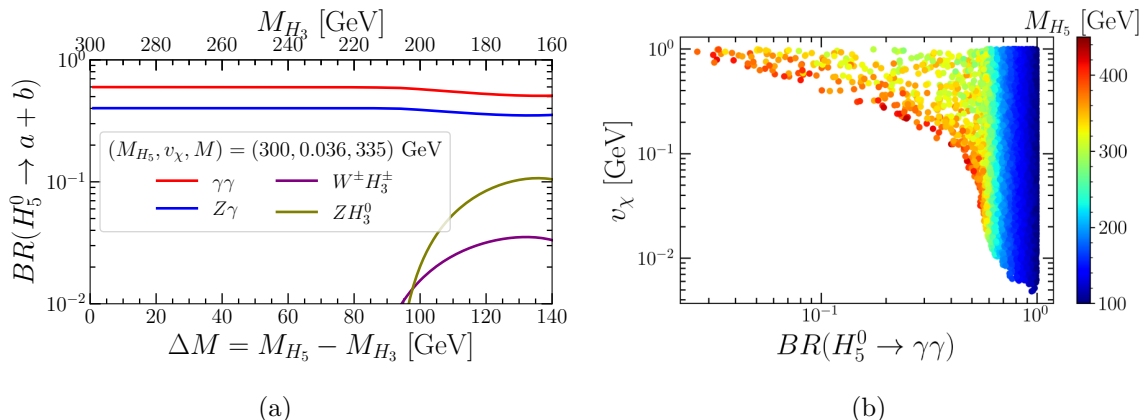 M_{H_3} [GeV]
300 280 260 240 220 200 180 160
10^0
10^{-1}
10^{-2}
BR(H_5^0 → a + b)
(M_{H_5}, v_χ, M) = (300, 0.036, 335) GeV
γγ W^± H_3^±
Zγ ZH_3^0
0 20 40 60 80 100 120 140
ΔM = M_{H_5} − M_{H_3} [GeV]
(a)
M_{H_5} [GeV]
10^0
10^{-1}
10^{-2}
v_χ [GeV]
400
300
200
100
10^{-1} 10^0
BR(H_5^0 → γγ)
(b)